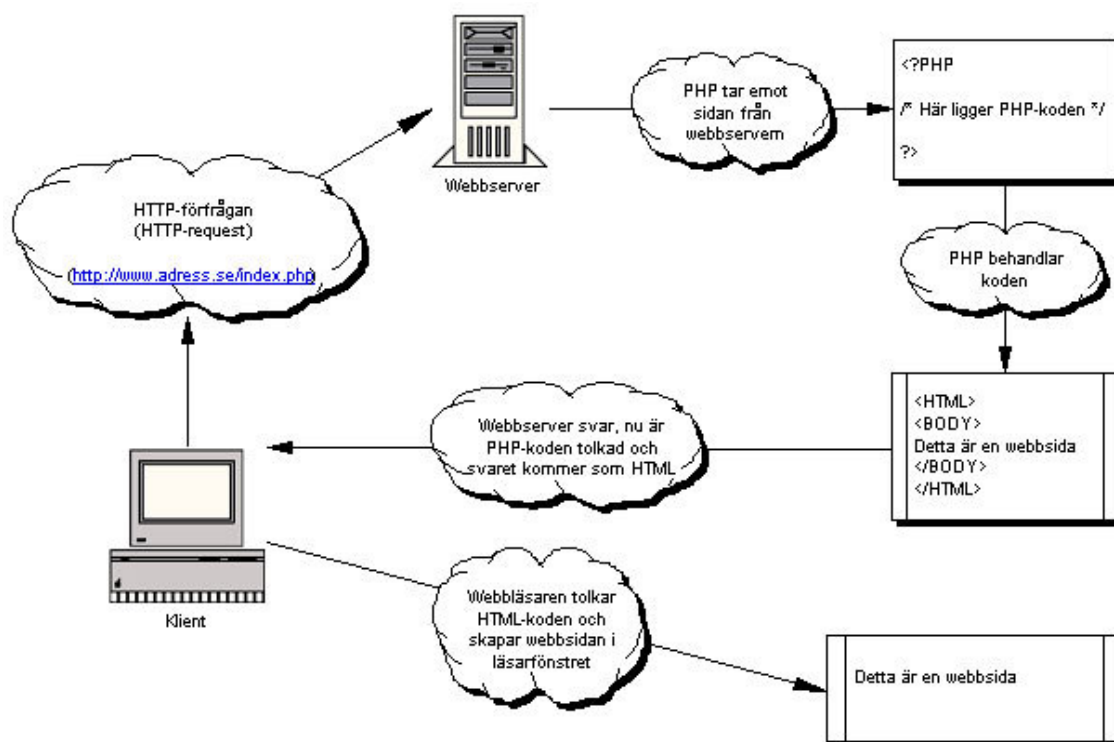 Webbserver
PHP tar emot
sidan från
webbservern
<?PHP
/* Här ligger PHP-koden */
?>
HTTP-förfrågan
(HTTP-request)
(http://www.adress.se/index.php)
PHP behandlar
koden
<HTML>
<BODY>
Detta är en webbsida
</BODY>
</HTML>
Webbserver svar, nu är
PHP-koden tolkad och
svaret kommer som HTML
Klient
Webbläsaren tolkar
HTML-koden och
skapar webbsidan i
läsarfönstret
Detta är en webbsida